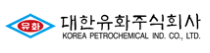 유화 대한유화주식회사
KOREA PETROCHEMICAL IND. CO., LTD.